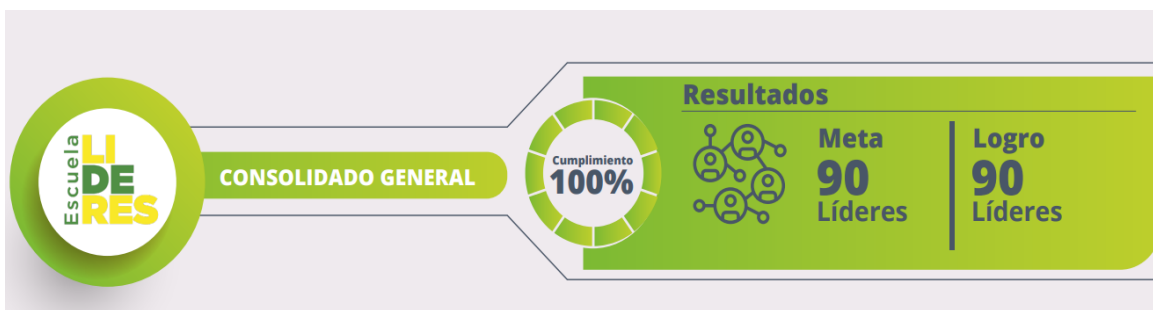 Escuela
LI
DE
RES
CONSOLIDADO GENERAL
Cumplimiento
100%
Resultados
Meta
90
Líderes
Logro
90
Líderes